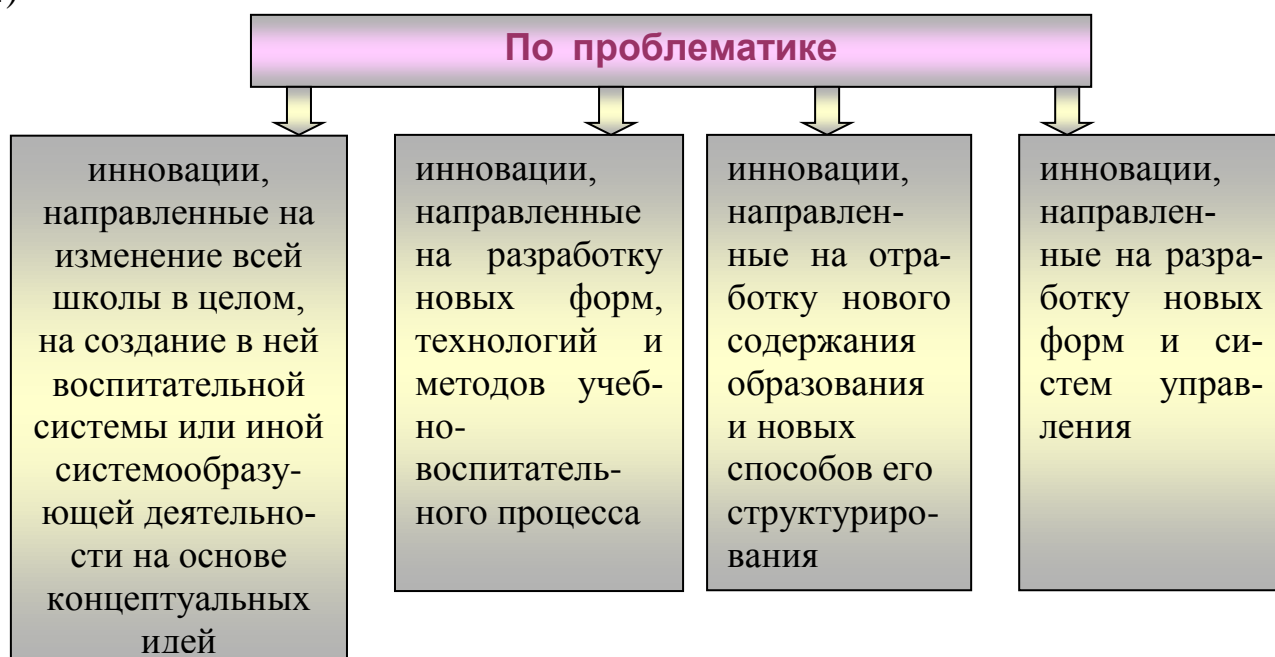 По проблематике
инновации,
направленные на
изменение всей
школы в целом,
на создание в ней
воспитательной
системы или иной
системообразу-
ющей деятельно-
сти на основе
концептуальных
идей
инновации,
направленные
на разработку
новых форм,
технологий и
методов учеб-
но-
воспитатель-
ного процесса
инновации,
направлен-
ные на отра-
ботку нового
содержания
образования
и новых
способов его
структуриро-
вания
инновации,
направлен-
ные на разра-
ботку новых
форм и си-
стем управ-
ления